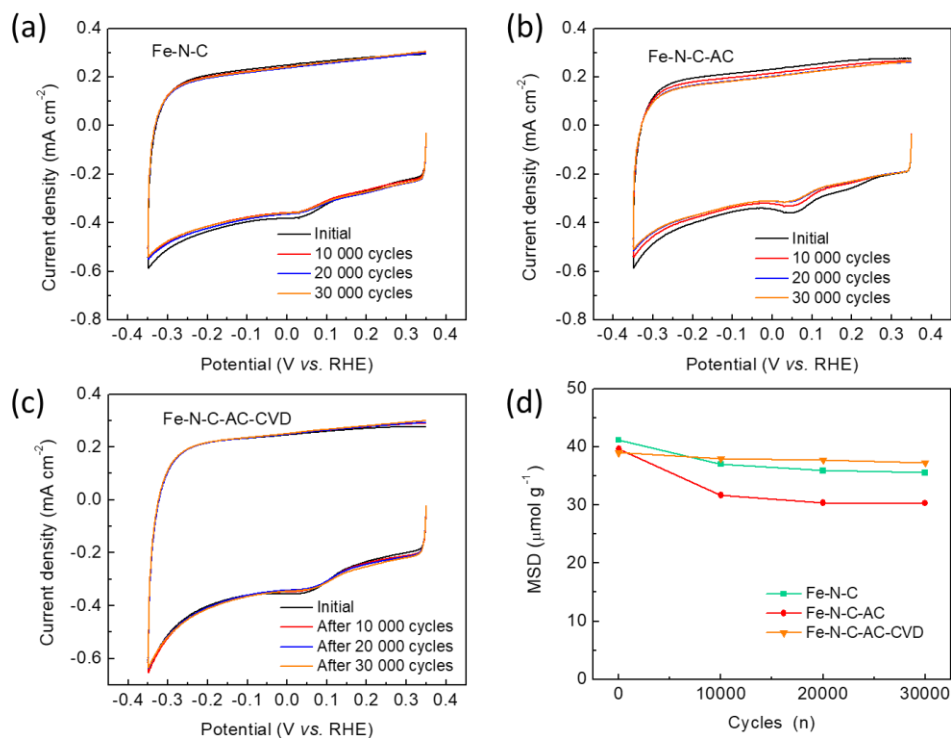 (a)
Fe-N-C
Current density (mA cm⁻²)
0.4
0.2
0.0
-0.2
-0.4
-0.6
-0.8
Initial
10 000 cycles
20 000 cycles
30 000 cycles
-0.4 -0.3 -0.2 -0.1 0.0 0.1 0.2 0.3 0.4
Potential (V vs. RHE)
(b)
Fe-N-C-AC
Current density (mA cm⁻²)
0.4
0.2
0.0
-0.2
-0.4
-0.6
-0.8
Initial
10 000 cycles
20 000 cycles
30 000 cycles
-0.4 -0.3 -0.2 -0.1 0.0 0.1 0.2 0.3 0.4
Potential (V vs. RHE)
(c)
Fe-N-C-AC-CVD
Current density (mA cm⁻²)
0.4
0.2
0.0
-0.2
-0.4
-0.6
Initial
After 10 000 cycles
After 20 000 cycles
After 30 000 cycles
-0.4 -0.3 -0.2 -0.1 0.0 0.1 0.2 0.3 0.4
Potential (V vs. RHE)
(d)
MSD (μmol g⁻¹)
50
40
30
20
10
0
Fe-N-C
Fe-N-C-AC
Fe-N-C-AC-CVD
0 10000 20000 30000
Cycles (n)